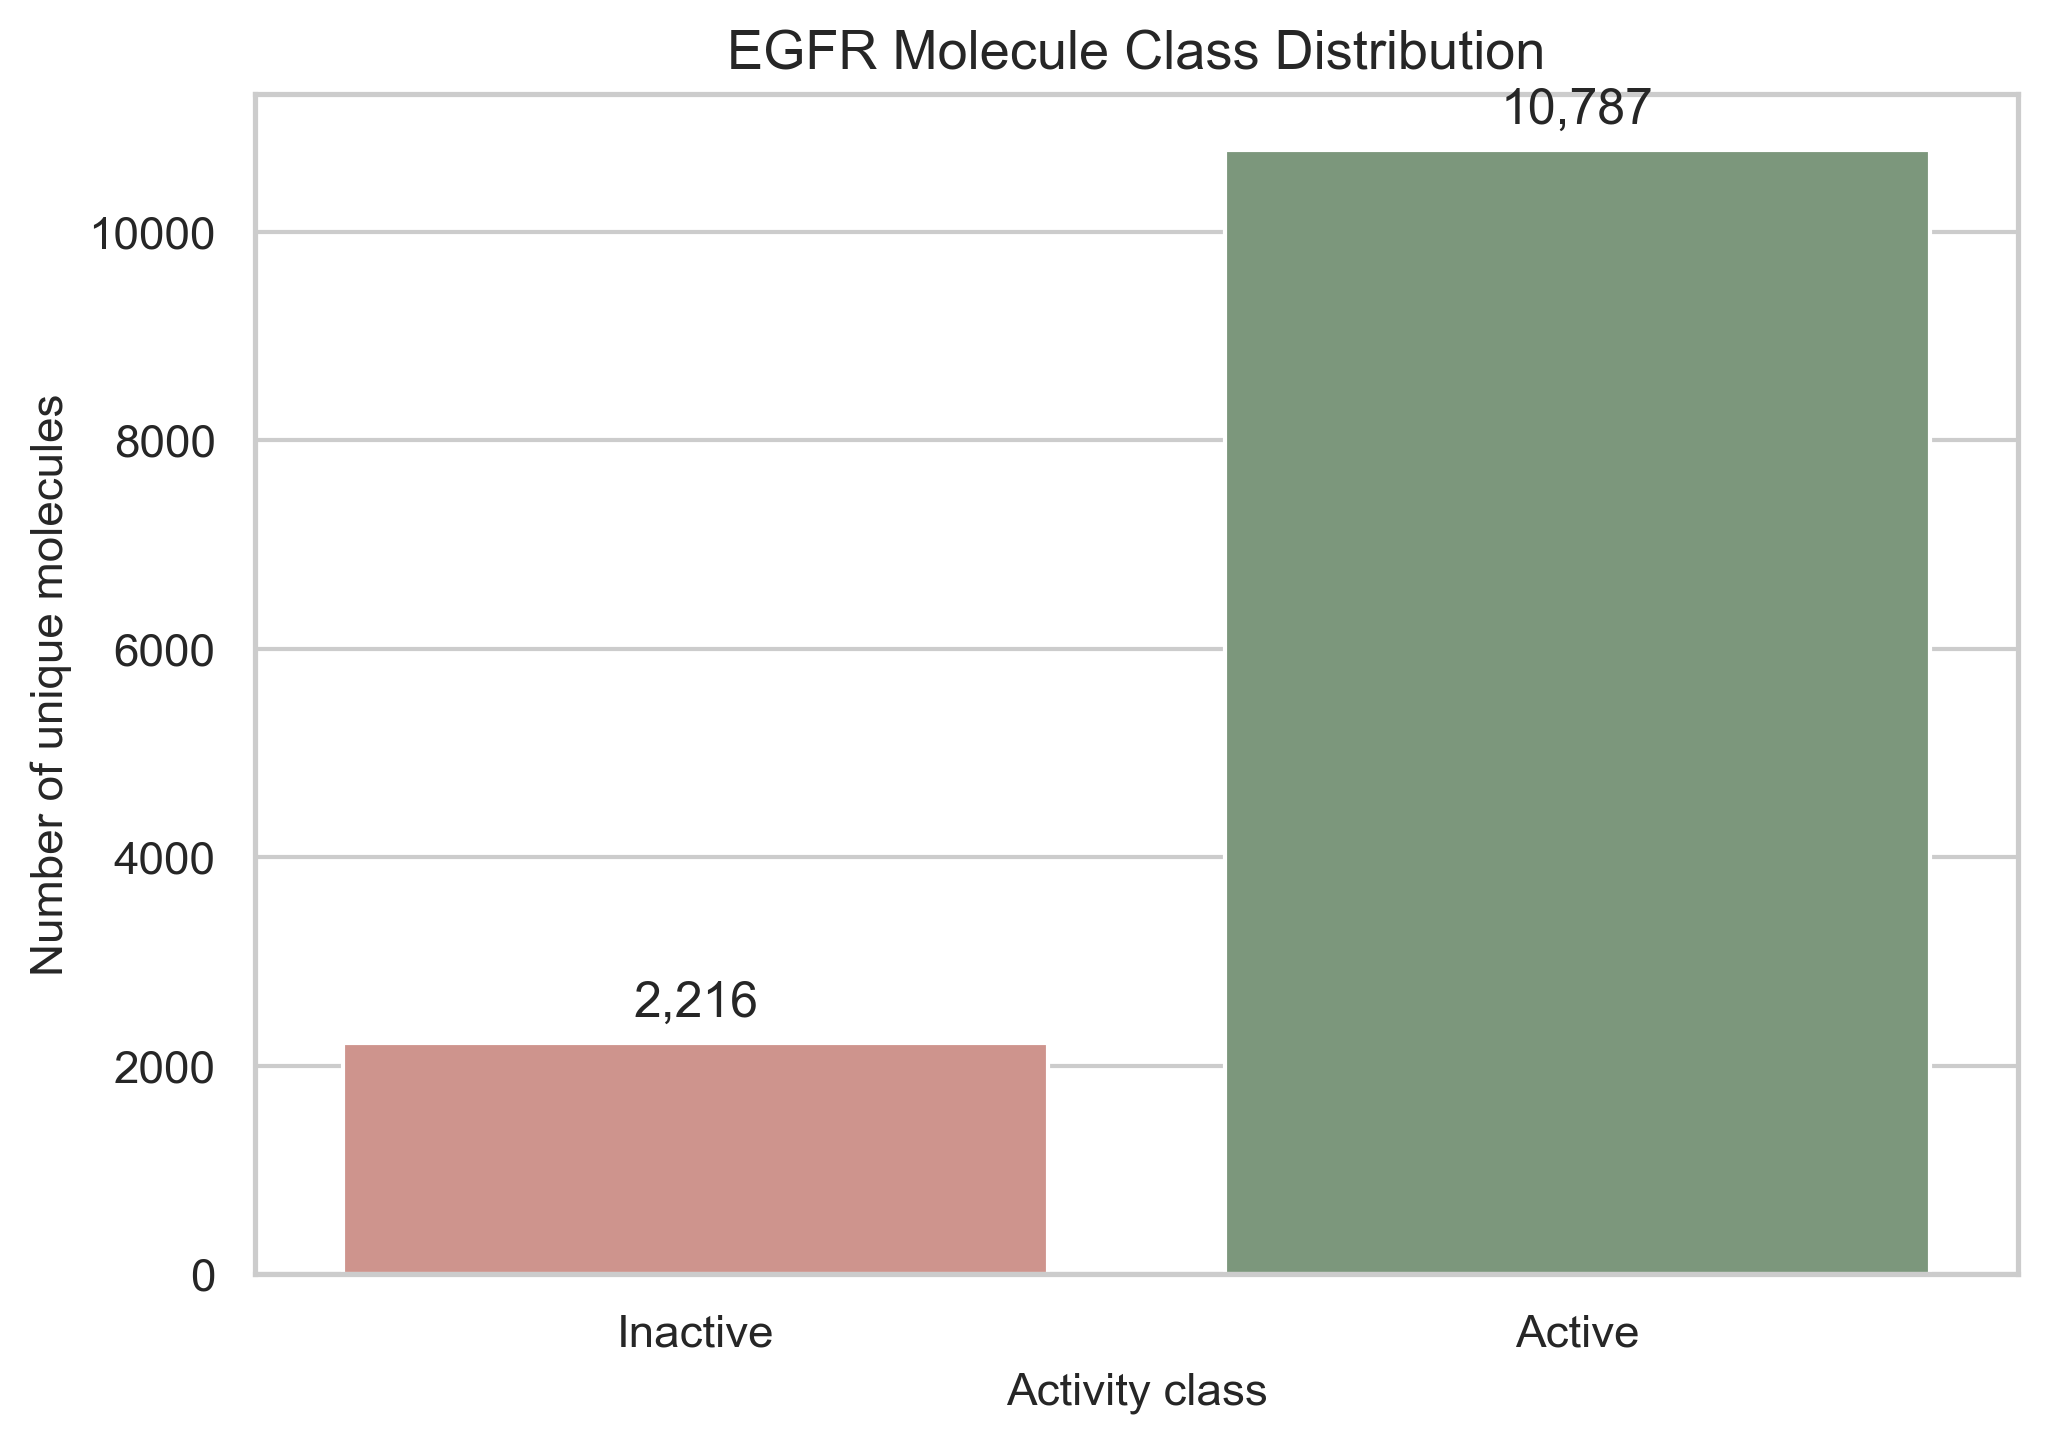 EGFR Molecule Class Distribution
10,787
10000
8000
6000
4000
2,216
2000
0
Number of unique molecules
Inactive
Active
Activity class